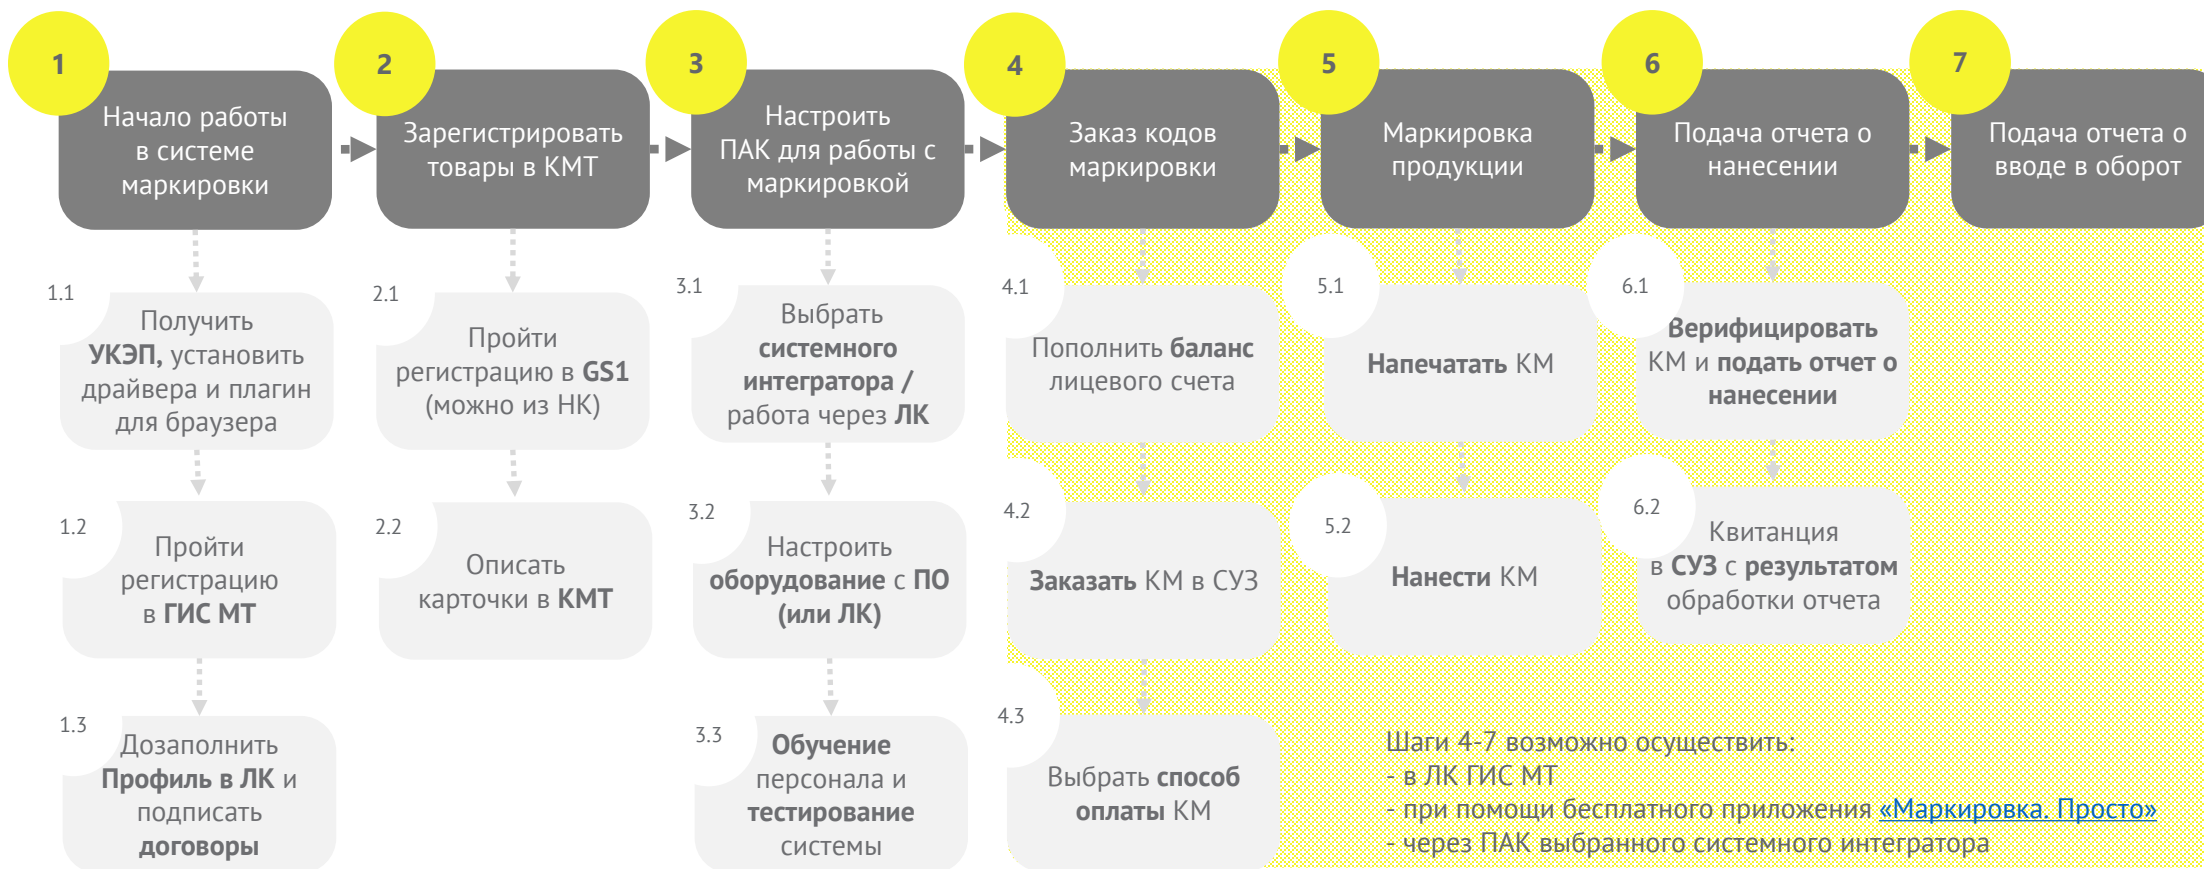 1
Начало работы
в системе
маркировки
2
Зарегистрировать
товары в КМТ
3
Настроить
ПАК для работы с
маркировкой
4
Заказ кодов
маркировки
5
Маркировка
продукции
6
Подача отчета о
нанесении
7
Подача отчета о
вводе в оборот
1.1
Получить
УКЭП, установить
драйвера и плагин
для браузера
1.2
Пройти
регистрацию
в ГИС МТ
1.3
Дозаполнить
Профиль в ЛК и
подписать
договоры
2.1
Пройти
регистрацию в GS1
(можно из НК)
2.2
Описать
карточки в КМТ
3.1
Выбрать
системного
интегратора /
работа через ЛК
3.2
Настроить
оборудование с ПО
(или ЛК)
3.3
Обучение
персонала и
тестирование
системы
4.1
Пополнить баланс
лицевого счета
4.2
Заказать КМ в СУЗ
4.3
Выбрать способ
оплаты КМ
5.1
Напечатать КМ
5.2
Нанести КМ
6.1
Верифицировать
КМ и подать отчет о
нанесении
6.2
Квитанция
в СУЗ с результатом
обработки отчета
Шаги 4-7 возможно осуществить:
- в ЛК ГИС МТ
- при помощи бесплатного приложения «Маркировка. Просто»
- через ПАК выбранного системного интегратора